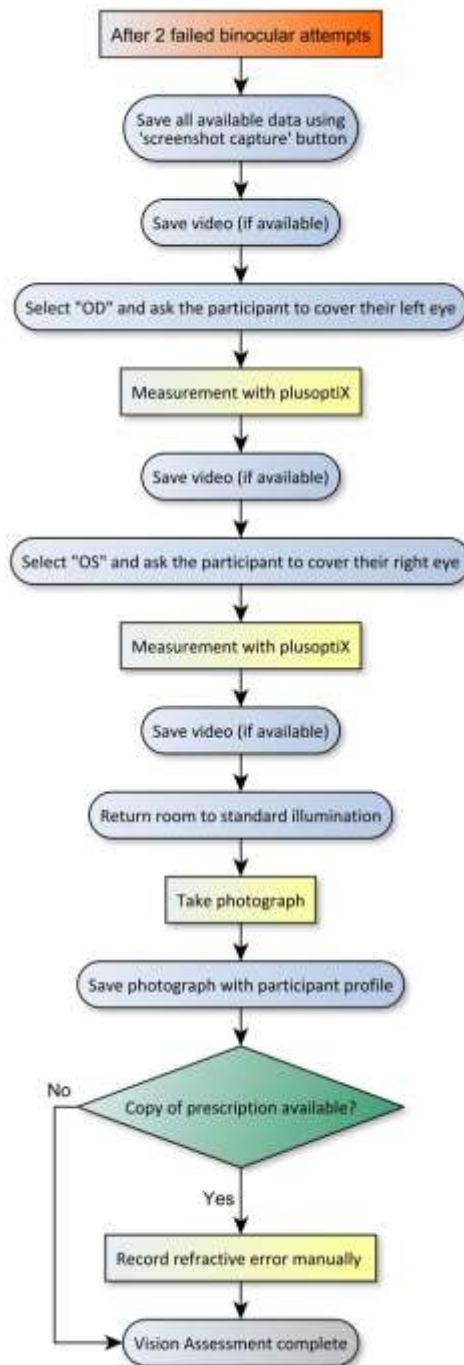 After 2 failed binocular attempts
Save all available data using
'screenshot capture' button
Save video (if available)
Select "OD" and ask the participant to cover their left eye
Measurement with plusoptiX
Save video (if available)
Select "OS" and ask the participant to cover their right eye
Measurement with plusoptiX
Save video (if available)
Return room to standard illumination
Take photograph
Save photograph with participant profile
No
Copy of prescription available?
Yes
Record refractive error manually
Vision Assessment complete